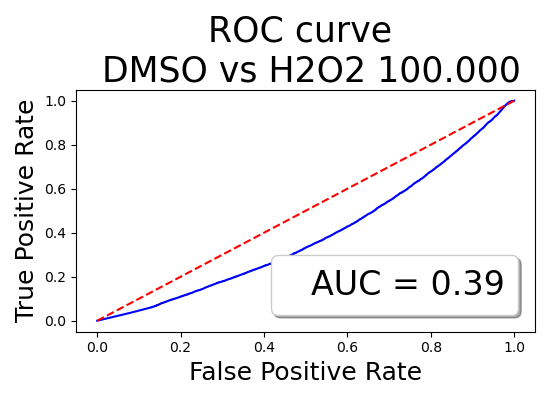 ROC curve
DMSO vs H2O2 100.000
True Positive Rate
1.0
0.8
0.6
0.4
0.2
0.0
AUC = 0.39
0.0 0.2 0.4 0.6 0.8 1.0
False Positive Rate